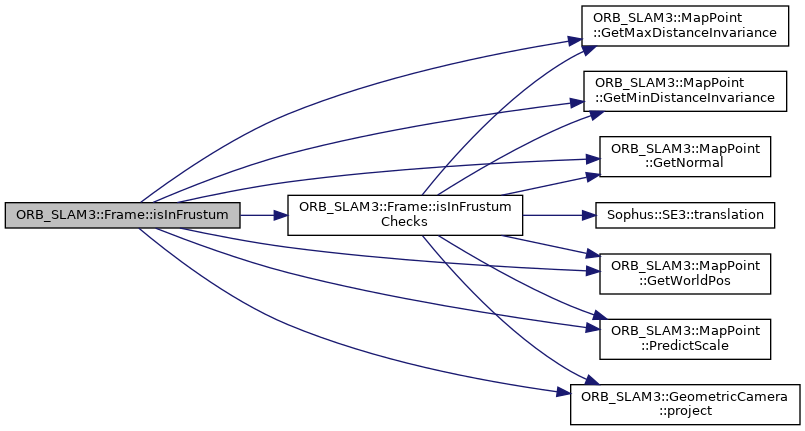 ORB_SLAM3::Frame::isInFrustum
ORB_SLAM3::Frame::isInFrustum
Checks
ORB_SLAM3::MapPoint
::GetMaxDistanceInvariance
ORB_SLAM3::MapPoint
::GetMinDistanceInvariance
ORB_SLAM3::MapPoint
::GetNormal
Sophus::SE3::translation
ORB_SLAM3::MapPoint
::GetWorldPos
ORB_SLAM3::MapPoint
::PredictScale
ORB_SLAM3::GeometricCamera
::project